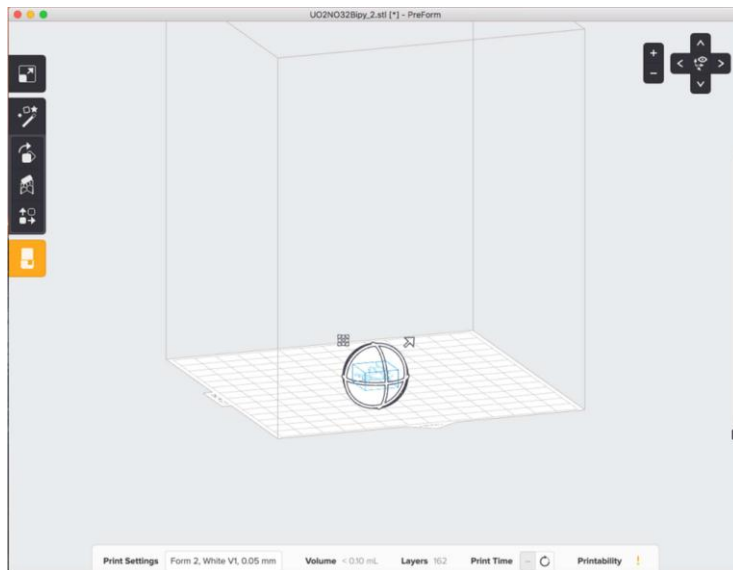 UO2NO32Bipy_2.stl [*] - PreForm
Print Settings Form 2, White V1, 0.05 mm Volume < 0.10 mL Layers 162 Print Time - Printability !